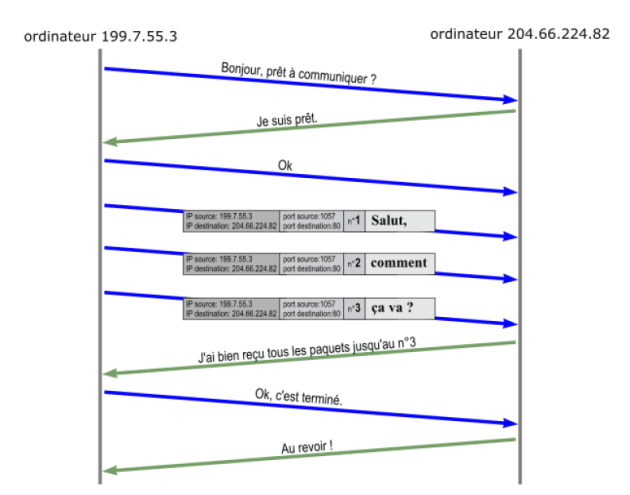 ordinateur 199.7.55.3
ordinateur 204.66.224.82
Bonjour, prêt à communiquer ?
Je suis prêt.
Ok
IP source: 199.7.55.3 port source:1057 n°1 Salut,
IP destination: 204.66.224.82 port destination:80
IP source: 199.7.55.3 port source:1057 n°2 comment
IP destination: 204.66.224.82 port destination:80
IP source: 199.7.55.3 port source:1057 n°3 ça va ?
IP destination: 204.66.224.82 port destination:80
J'ai bien reçu tous les paquets jusqu'au n°3
Ok, c'est terminé.
Au revoir !